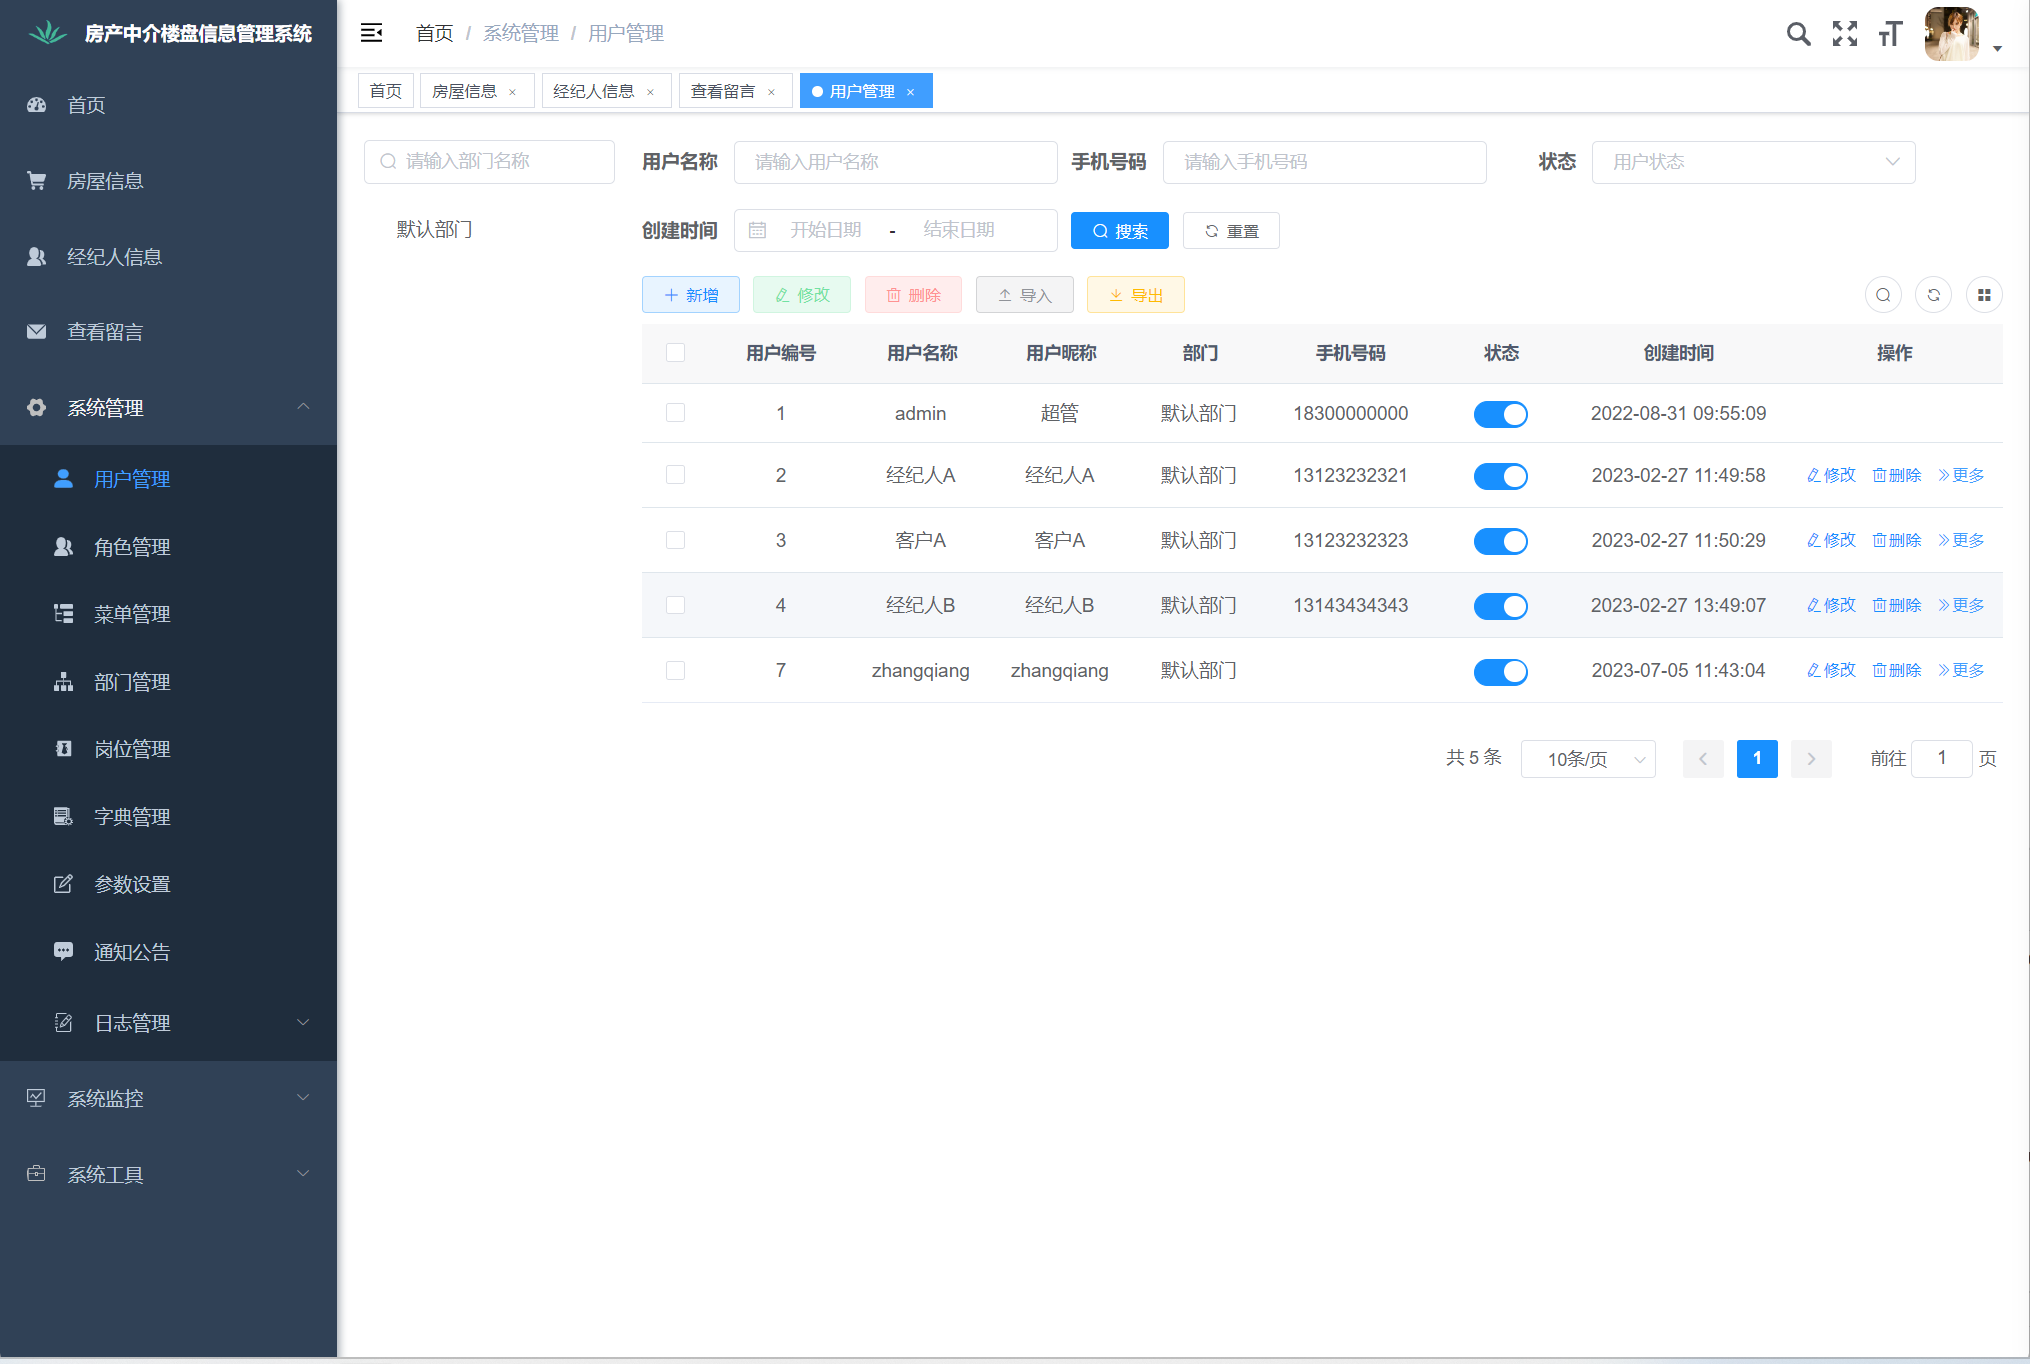 房产中介楼盘信息管理系统
首页
房屋信息
经纪人信息
查看留言
系统管理
用户管理
角色管理
菜单管理
部门管理
岗位管理
字典管理
参数设置
通知公告
日志管理
系统监控
系统工具
首页 / 系统管理 / 用户管理
首页 房屋信息 × 经纪人信息 × 查看留言 × 用户管理 ×
请输入部门名称
默认部门
用户名称 请输入用户名称 手机号码 请输入手机号码 状态 用户状态
创建时间 开始日期 - 结束日期 搜索 重置
新增 修改 删除 导入 导出
用户编号 用户名称 用户昵称 部门 手机号码 状态 创建时间 操作
1 admin 超管 默认部门 18300000000 2022-08-31 09:55:09
2 经纪人A 经纪人A 默认部门 13123232321 2023-02-27 11:49:58 修改 删除 更多
3 客户A 客户A 默认部门 13123232323 2023-02-27 11:50:29 修改 删除 更多
4 经纪人B 经纪人B 默认部门 13143434343 2023-02-27 13:49:07 修改 删除 更多
7 zhangqiang zhangqiang 默认部门 2023-07-05 11:43:04 修改 删除 更多
共 5 条 10条/页 1 前往 1 页